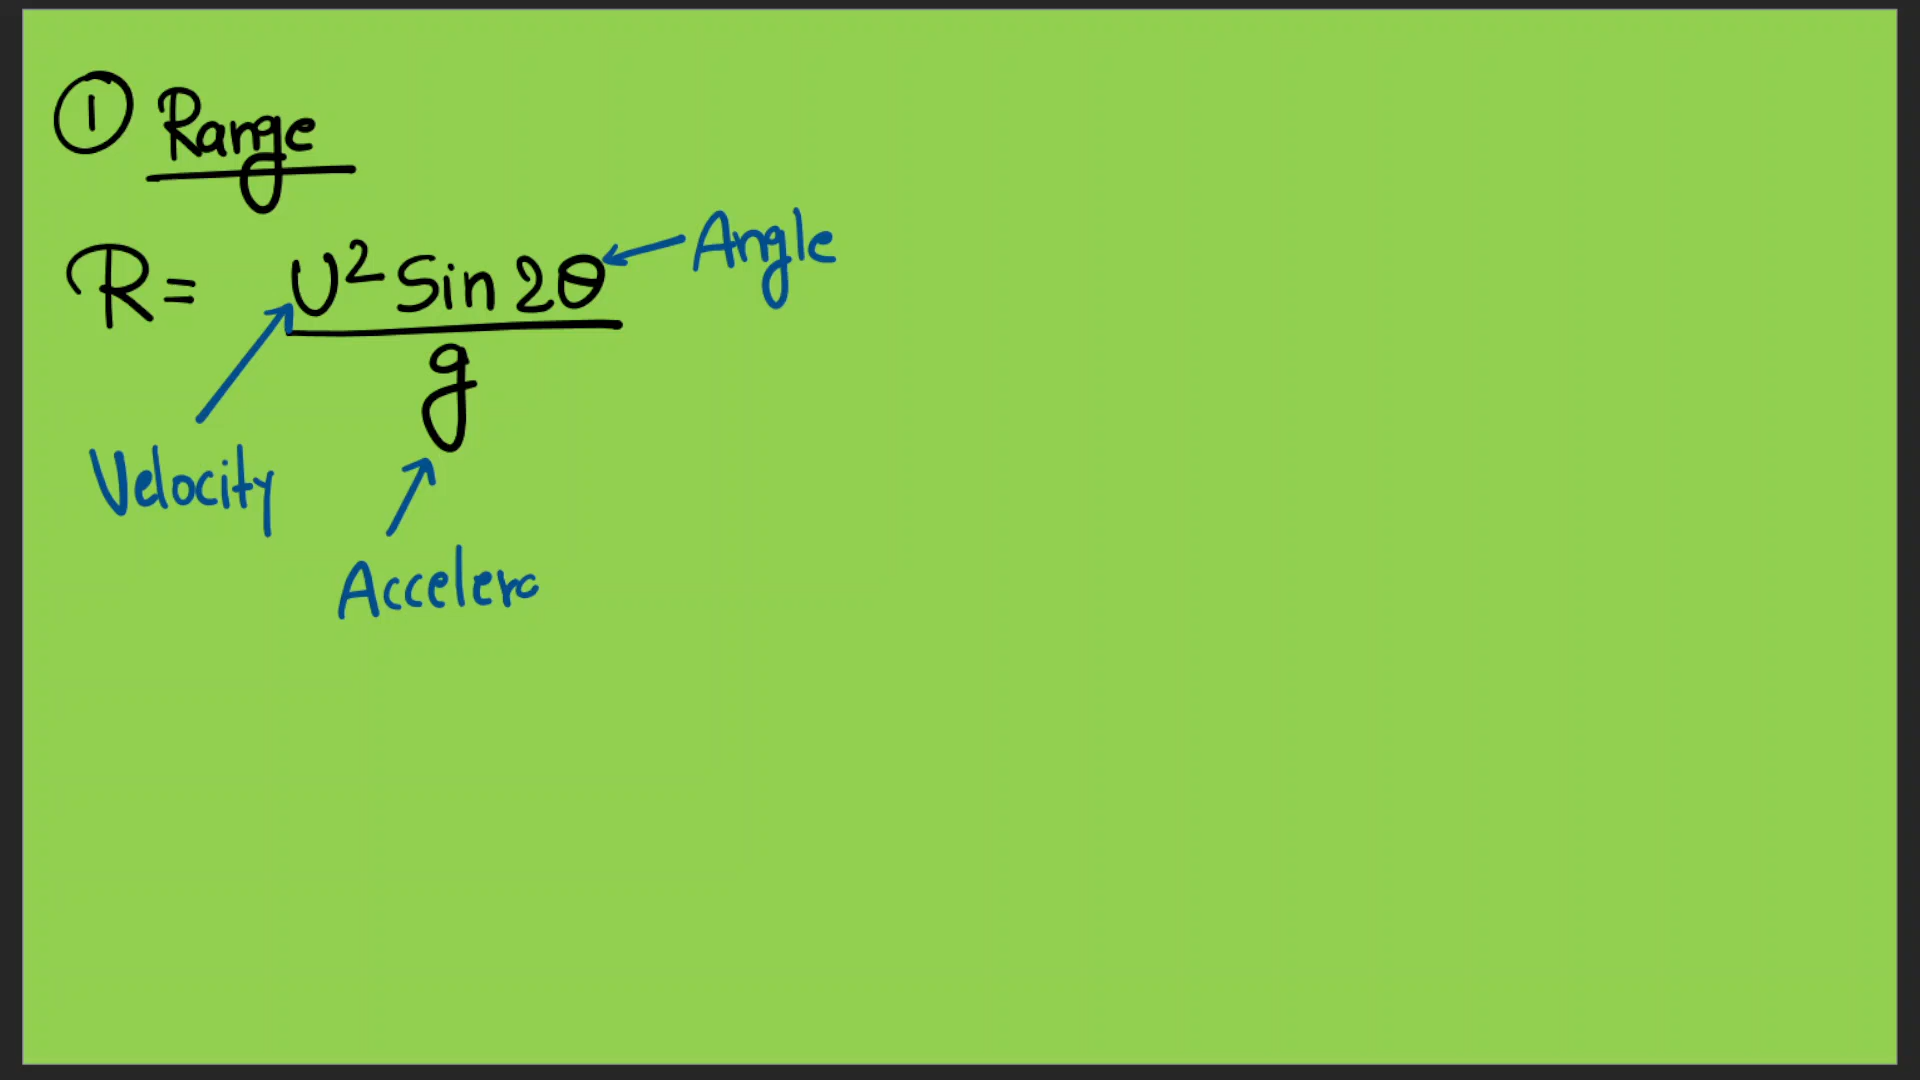 ① Range
R = U² Sin 2θ
g
Angle
Velocity
Accelera